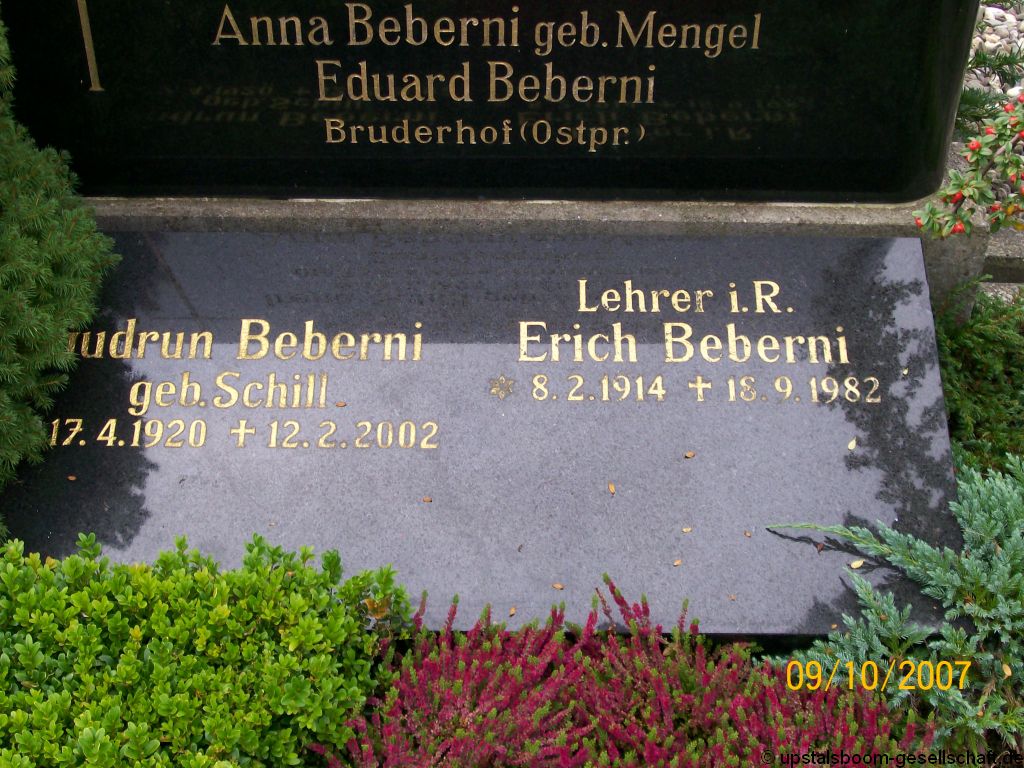 Anna Beberni geb. Mengel
Eduard Beberni
Bruderhof (Ostpr.)
Lehrer i.R.
Erich Beberni
* 8.2.1914 + 18.9.1982
Beberni
geb. Schill
17.4.1920 + 12.2.2002
09/10/2007
© upstalsboom-gesellschaft.de